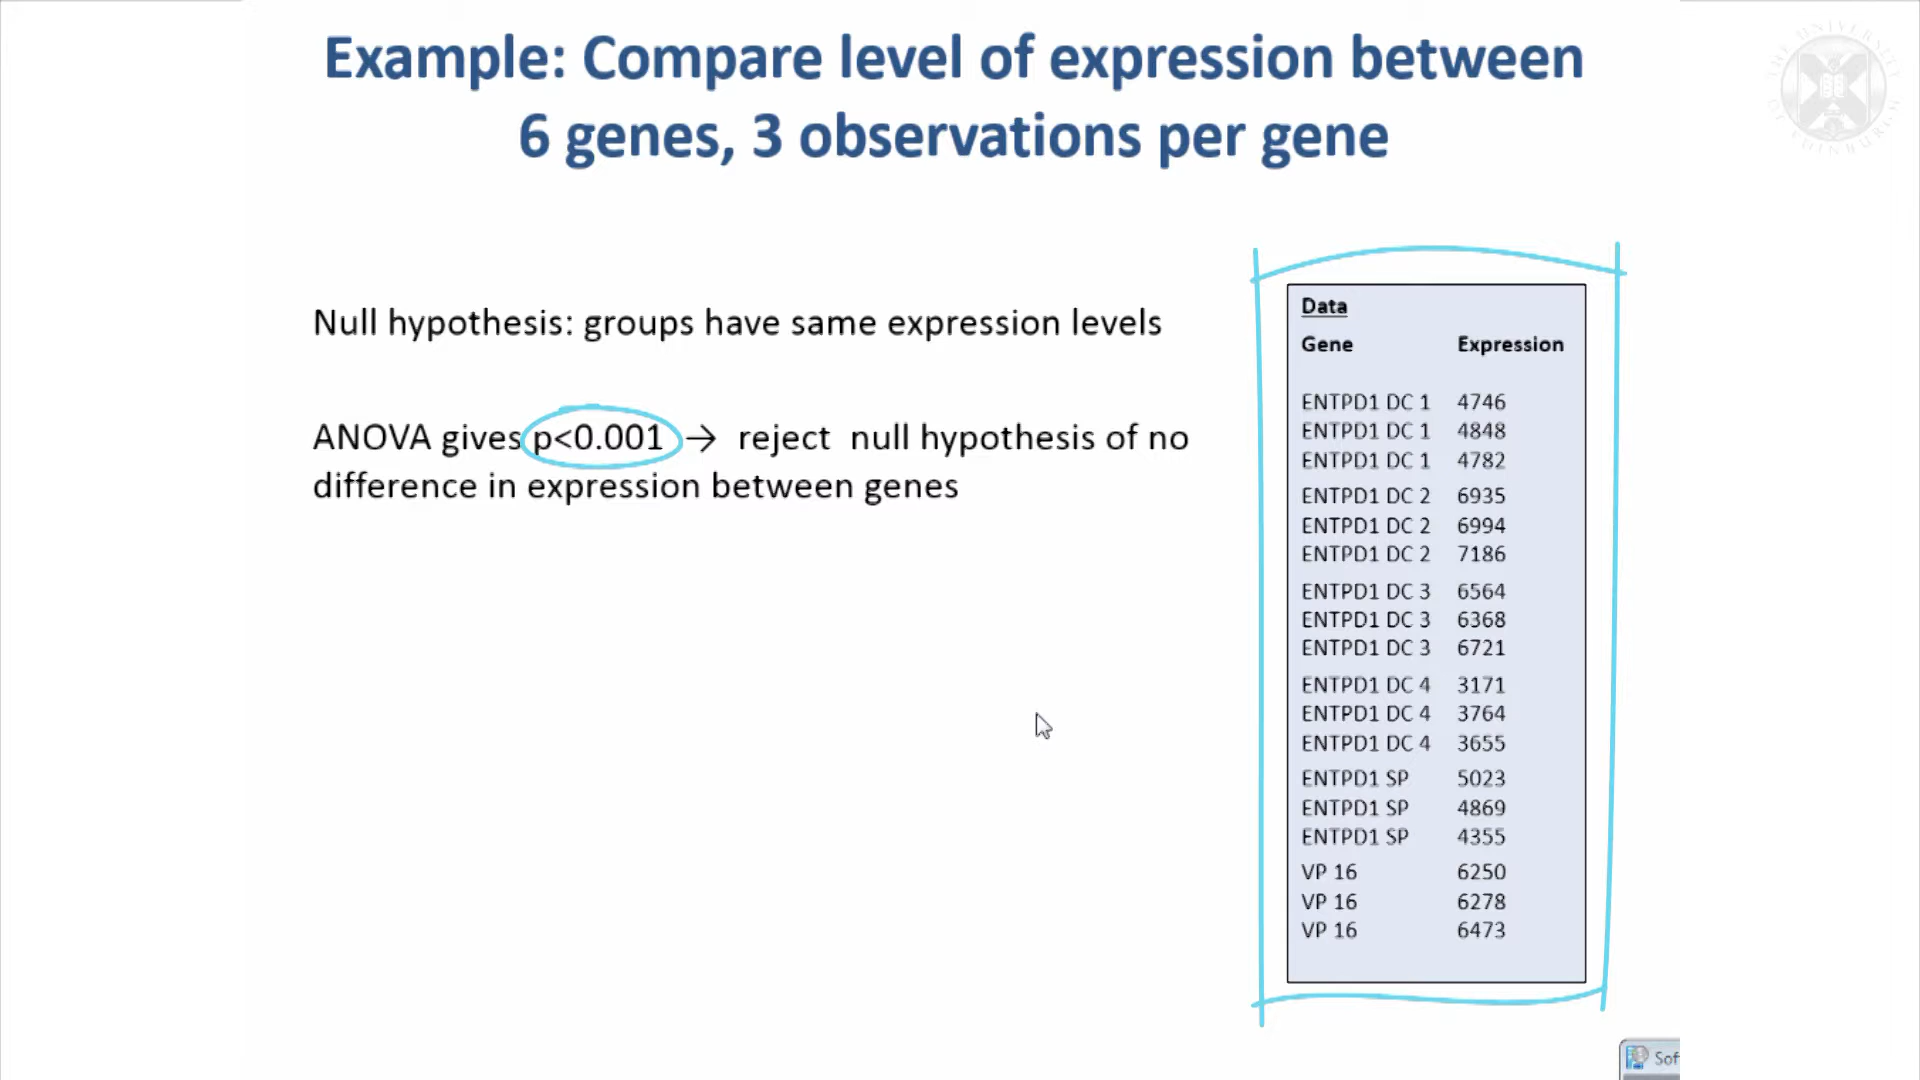 Example: Compare level of expression between
6 genes, 3 observations per gene
Null hypothesis: groups have same expression levels
ANOVA gives p<0.001 → reject null hypothesis of no
difference in expression between genes
Data
Gene Expression
ENTPD1 DC 1 4746
ENTPD1 DC 1 4848
ENTPD1 DC 1 4782
ENTPD1 DC 2 6935
ENTPD1 DC 2 6994
ENTPD1 DC 2 7186
ENTPD1 DC 3 6564
ENTPD1 DC 3 6368
ENTPD1 DC 3 6721
ENTPD1 DC 4 3171
ENTPD1 DC 4 3764
ENTPD1 DC 4 3655
ENTPD1 SP 5023
ENTPD1 SP 4869
ENTPD1 SP 4355
VP 16 6250
VP 16 6278
VP 16 6473
THE UNIVERSITY
OF EDINBURGH
Sof